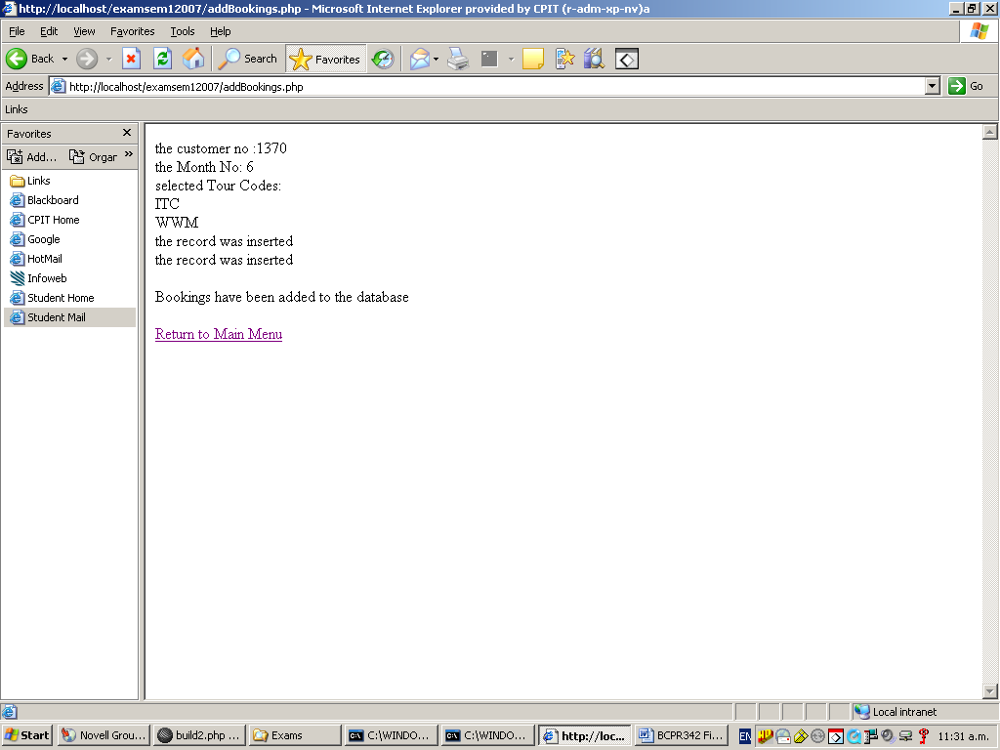 http://localhost/examsem12007/addBookings.php - Microsoft Internet Explorer provided by CPIT (r-adm-xp-nv)a
File Edit View Favorites Tools Help
Back Search Favorites
Address http://localhost/examsem12007/addBookings.php Go
Links
Favorites
Add... Orgar »
Links
Blackboard
CPIT Home
Google
HotMail
Infoweb
Student Home
Student Mail
the customer no :1370
the Month No: 6
selected Tour Codes:
ITC
WWM
the record was inserted
the record was inserted
Bookings have been added to the database
Return to Main Menu
Local intranet
Start Novell Grou... build2.php ... Exams C:\WINDO... C:\WINDO... http://loc... BCPR342 Fi... EN 11:31 a.m.